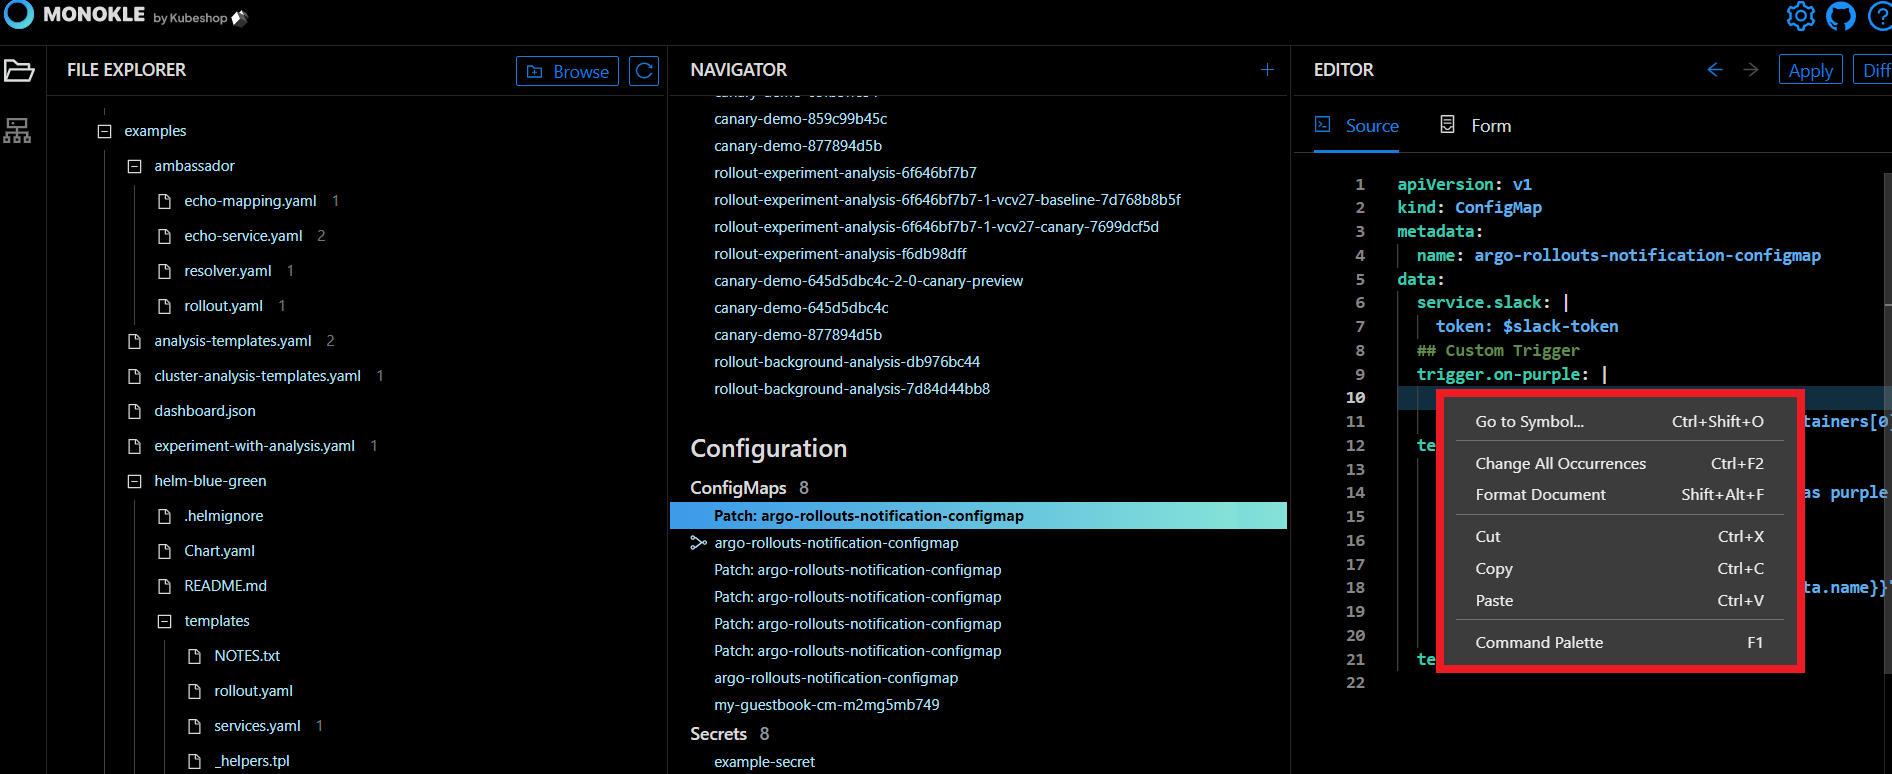 MONOKLE by Kubeshop
FILE EXPLORER
Browse
examples
ambassador
echo-mapping.yaml 1
echo-service.yaml 2
resolver.yaml 1
rollout.yaml 1
analysis-templates.yaml 2
cluster-analysis-templates.yaml 1
dashboard.json
experiment-with-analysis.yaml 1
helm-blue-green
.helmignore
Chart.yaml
README.md
templates
NOTES.txt
rollout.yaml
services.yaml 1
_helpers.tpl
NAVIGATOR
canary-demo-859c99b45c
canary-demo-877894d5b
rollout-experiment-analysis-6f646bf7b7
rollout-experiment-analysis-6f646bf7b7-1-vcv27-baseline-7d768b8b5f
rollout-experiment-analysis-6f646bf7b7-1-vcv27-canary-7699dcf5d
rollout-experiment-analysis-f6db98dff
canary-demo-645d5dbc4c-2-0-canary-preview
canary-demo-645d5dbc4c
canary-demo-877894d5b
rollout-background-analysis-db976bc44
rollout-background-analysis-7d84d44bb8
Configuration
ConfigMaps 8
Patch: argo-rollouts-notification-configmap
argo-rollouts-notification-configmap
Patch: argo-rollouts-notification-configmap
Patch: argo-rollouts-notification-configmap
Patch: argo-rollouts-notification-configmap
Patch: argo-rollouts-notification-configmap
argo-rollouts-notification-configmap
my-guestbook-cm-m2mg5mb749
Secrets 8
example-secret
EDITOR
Apply
Diff
Source
Form
1 apiVersion: v1
2 kind: ConfigMap
3 metadata:
4 name: argo-rollouts-notification-configmap
5 data:
6 service.slack: |
7 token: $slack-token
8 ## Custom Trigger
9 trigger.on-purple: |
10
11 tainers[0]
12 te
13
14 as purple
15
16
17
18 ta.name}}
19
20
21 te
22
Go to Symbol... Ctrl+Shift+O
Change All Occurrences Ctrl+F2
Format Document Shift+Alt+F
Cut Ctrl+X
Copy Ctrl+C
Paste Ctrl+V
Command Palette F1